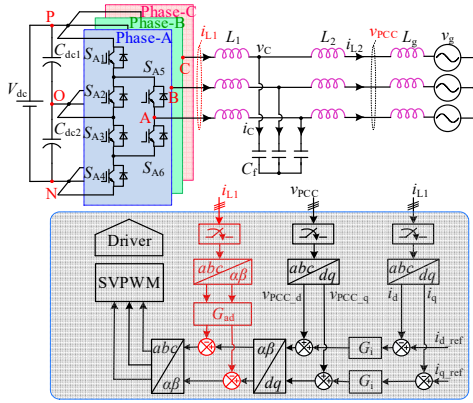 Phase-C
Phase-B
Phase-A
P
O
N
C_dc1
C_dc2
V_dc
S_A1
S_A2
S_A3
S_A4
S_A5
S_A6
A
B
C
i_L1
L_1
v_C
L_2
i_L2
v_PCC
L_g
v_g
i_C
C_f
i_L1
v_PCC
i_L1
Driver
SVPWM
abc
αβ
abc
dq
abc
dq
v_PCC_d
v_PCC_q
i_d
i_q
G_ad
abc
αβ
αβ
dq
G_i
G_i
i_d_ref
i_q_ref